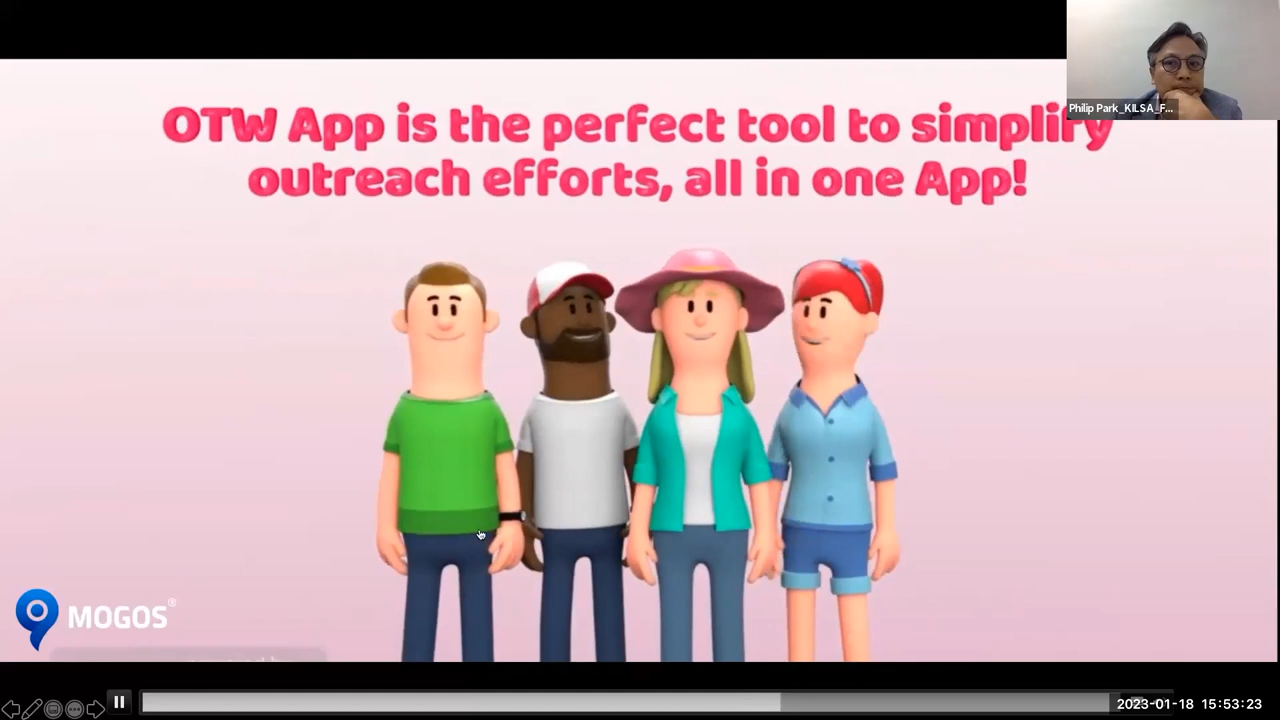 OTW App is the perfect tool to simplify
outreach efforts, all in one App!
Philip Park_KILSA_F...
MOGOS®
2023-01-18 15:53:23